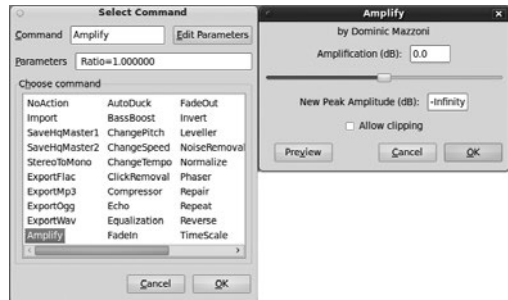 Select Command
Command Amplify Edit Parameters
Parameters Ratio=1.000000
Choose command
NoAction AutoDuck FadeOut
Import BassBoost Invert
SaveHqMaster1 ChangePitch Leveller
SaveHqMaster2 ChangeSpeed NoiseRemoval
StereoToMono ChangeTempo Normalize
ExportFlac ClickRemoval Phaser
ExportMp3 Compressor Repair
ExportOgg Echo Repeat
ExportWav Equalization Reverse
Amplify FadeIn TimeScale
Cancel OK
Amplify
by Dominic Mazzoni
Amplification (dB): 0.0
New Peak Amplitude (dB): -Infinity
Allow clipping
Preview Cancel OK